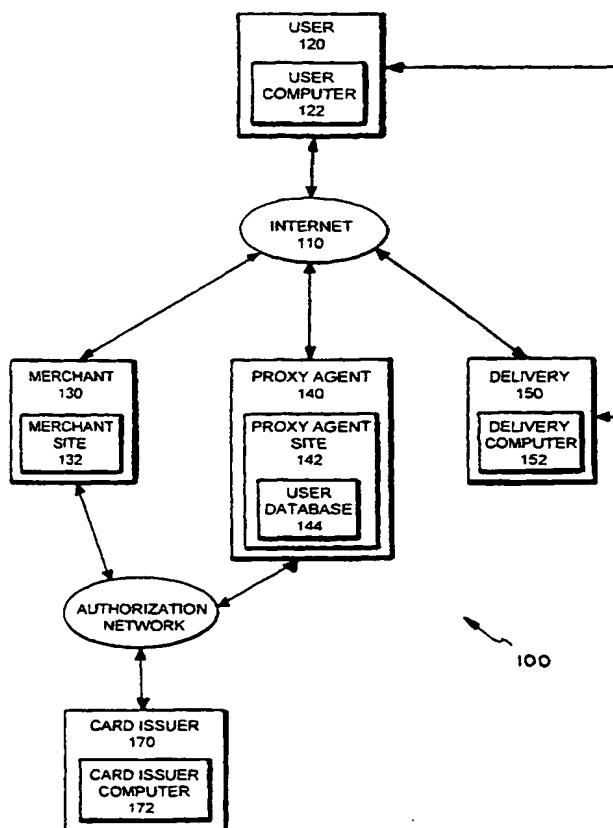 USER
120
USER
COMPUTER
122
INTERNET
110
MERCHANT
130
MERCHANT
SITE
132
PROXY AGENT
140
PROXY AGENT
SITE
142
USER
DATABASE
144
DELIVERY
150
DELIVERY
COMPUTER
152
AUTHORIZATION
NETWORK
100
CARD ISSUER
170
CARD ISSUER
COMPUTER
172